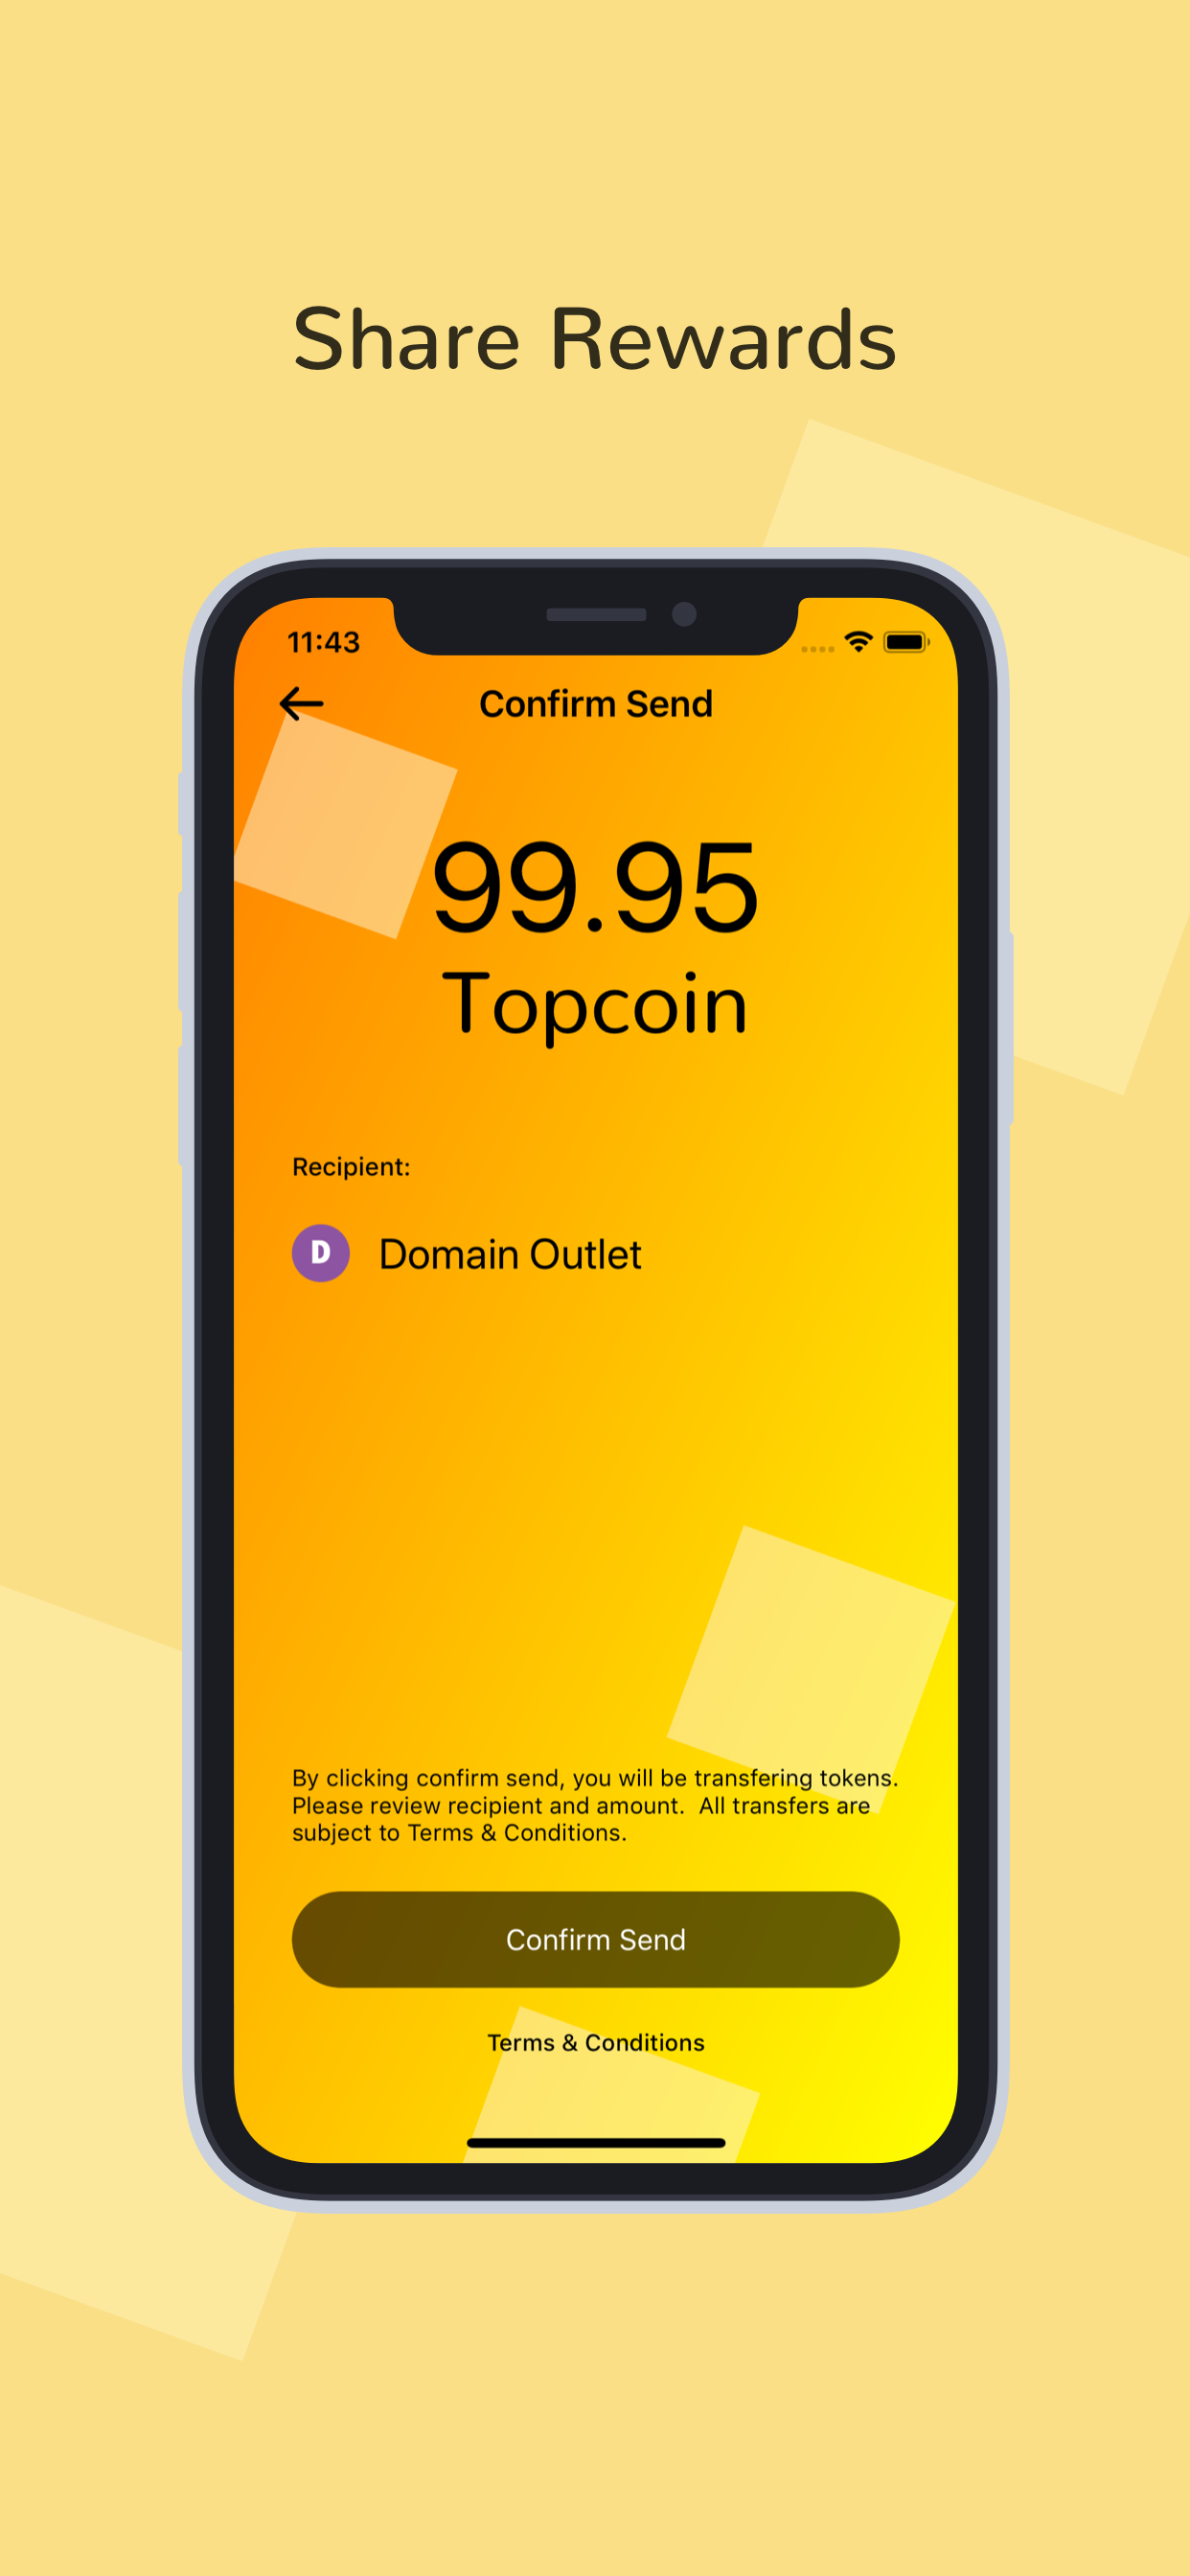 Share Rewards
11:43
Confirm Send
99.95
Topcoin
Recipient:
D
Domain Outlet
By clicking confirm send, you will be transfering tokens.
Please review recipient and amount.  All transfers are
subject to Terms & Conditions.
Confirm Send
Terms & Conditions